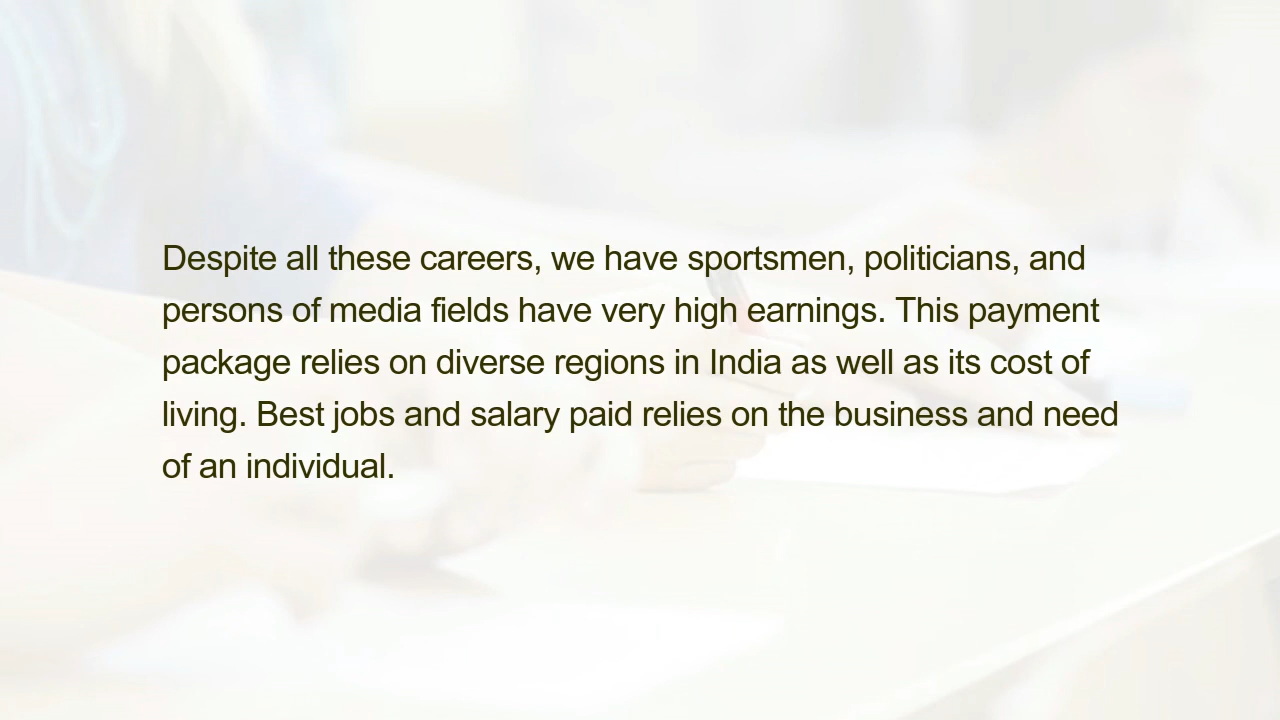 Despite all these careers, we have sportsmen, politicians, and
persons of media fields have very high earnings. This payment
package relies on diverse regions in India as well as its cost of
living. Best jobs and salary paid relies on the business and need
of an individual.